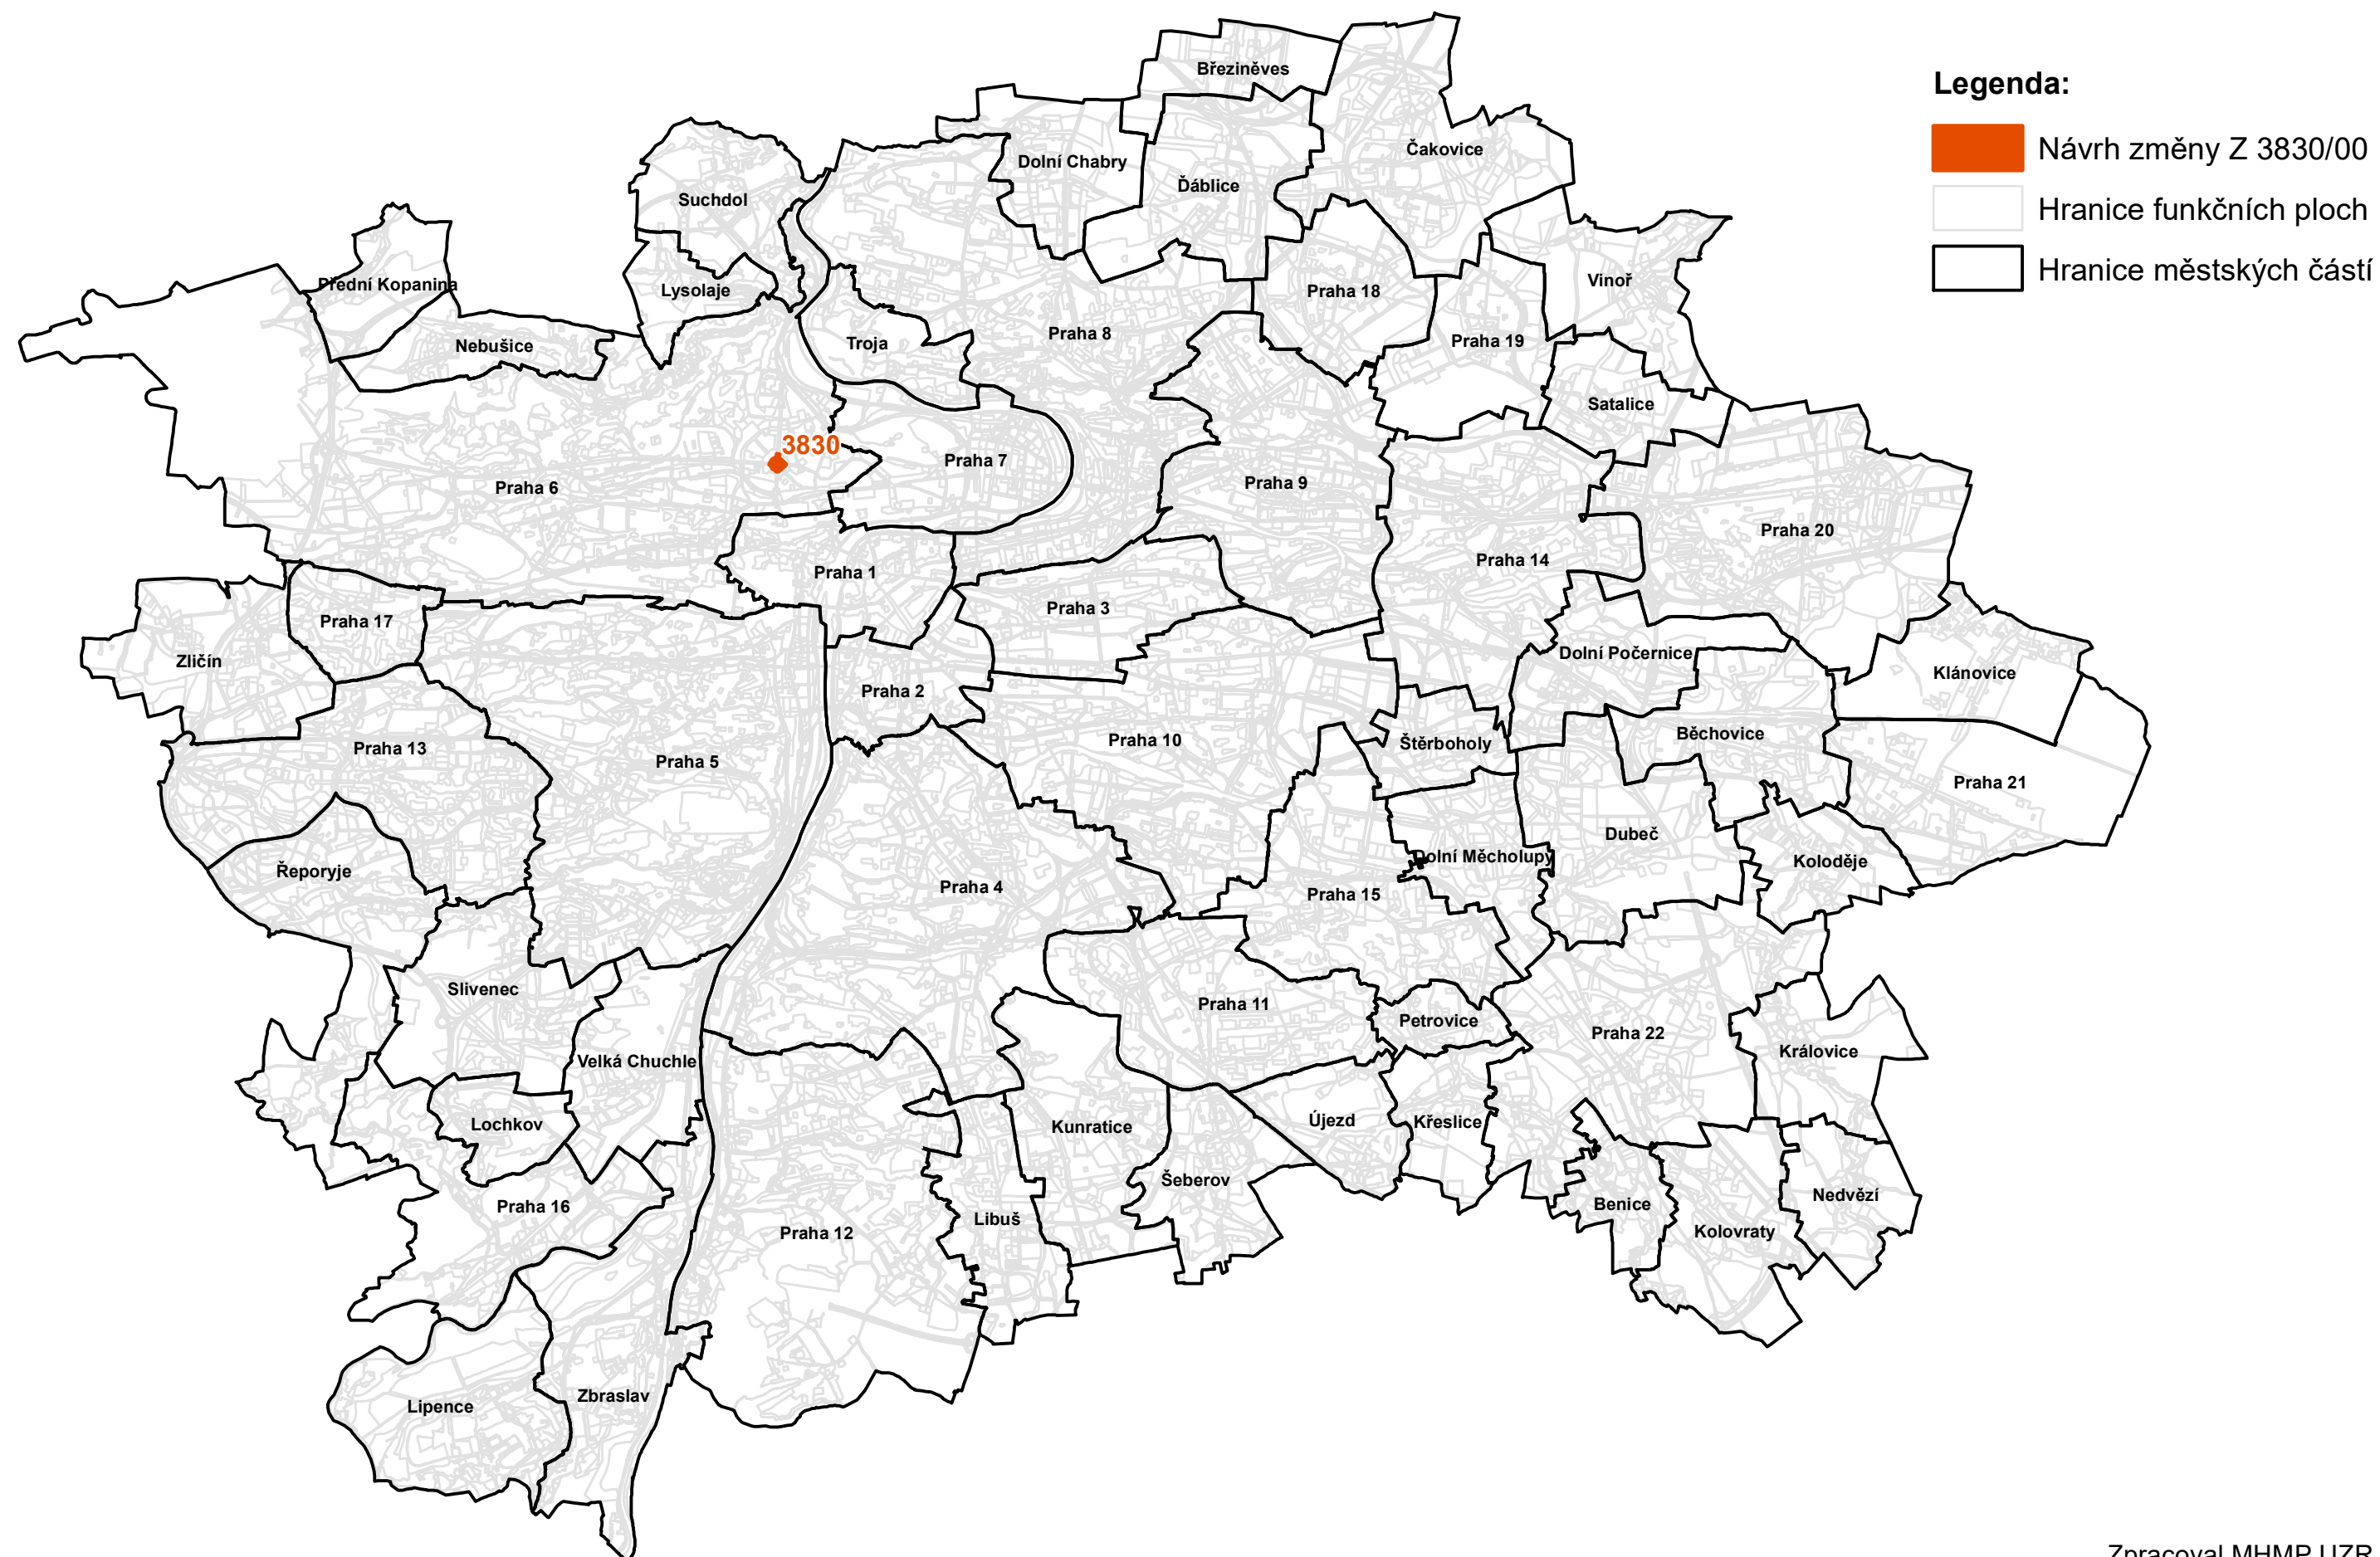 Legenda:
Návrh změny Z 3830/00
Hranice funkčních ploch
Hranice městských částí
Březiněves
Čakovice
Dolní Chabry
Ďáblice
Suchdol
Vinoř
Přední Kopanina
Lysolaje
Praha 18
Praha 8
Praha 19
Troja
Nebušice
Satalice
3830
Praha 7
Praha 9
Praha 6
Praha 20
Praha 14
Praha 1
Praha 3
Praha 17
Dolní Počernice
Zličín
Klánovice
Praha 2
Běchovice
Praha 10
Štěrboholy
Praha 13
Praha 5
Praha 21
Dubeč
Dolní Měcholupy
Koloděje
Řeporyje
Praha 4
Praha 15
Slivenec
Praha 11
Petrovice
Praha 22
Královice
Velká Chuchle
Újezd
Křeslice
Lochkov
Kunratice
Šeberov
Nedvězí
Benice
Praha 16
Libuš
Kolovraty
Praha 12
Zbraslav
Lipence
Zpracoval MHMP UZR